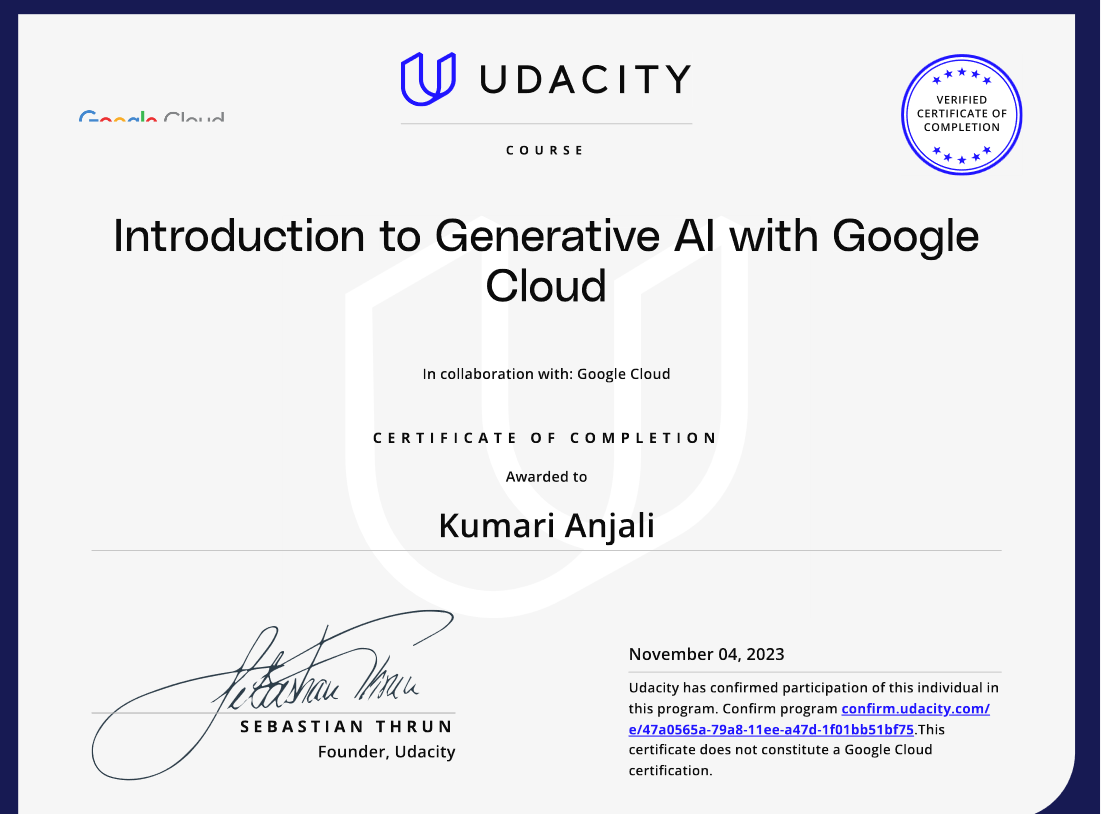 UDACITY
Google Cloud
VERIFIED
CERTIFICATE OF
COMPLETION
COURSE
Introduction to Generative AI with Google
Cloud
In collaboration with: Google Cloud
CERTIFICATE OF COMPLETION
Awarded to
Kumari Anjali
Sebastian Thrun
SEBASTIAN THRUN
Founder, Udacity
November 04, 2023
Udacity has confirmed participation of this individual in
this program. Confirm program confirm.udacity.com/
e/47a0565a-79a8-11ee-a47d-1f01bb51bf75.This
certificate does not constitute a Google Cloud
certification.